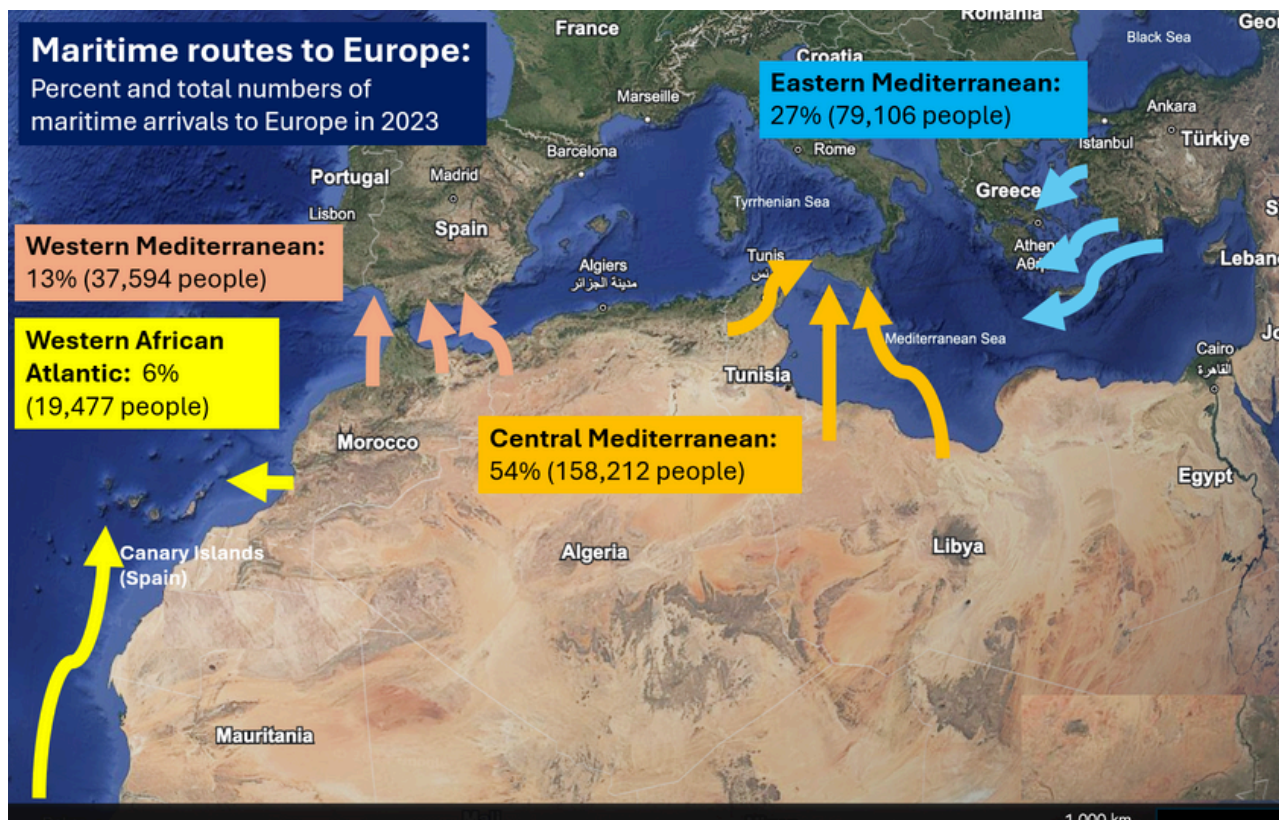 France
Romania
Black Sea
Maritime routes to Europe:
Percent and total numbers of
maritime arrivals to Europe in 2023
Croatia
Eastern Mediterranean:
27% (79,106 people)
Marseille
Ankara
Türkiye
Istanbul
Barcelona
Rome
Portugal
Madrid
Greece
Tyrrhenian Sea
Lisbon
Spain
Western Mediterranean:
13% (37,594 people)
Athens
Tunis
تونس
Algiers
مدينة الجزائر
Western African
Atlantic: 6%
(19,477 people)
Mediterranean Sea
Cairo
القاهرة
Tunisia
Morocco
Central Mediterranean:
54% (158,212 people)
Egypt
Canary Islands
(Spain)
Algeria
Libya
Mauritania
1,000 km